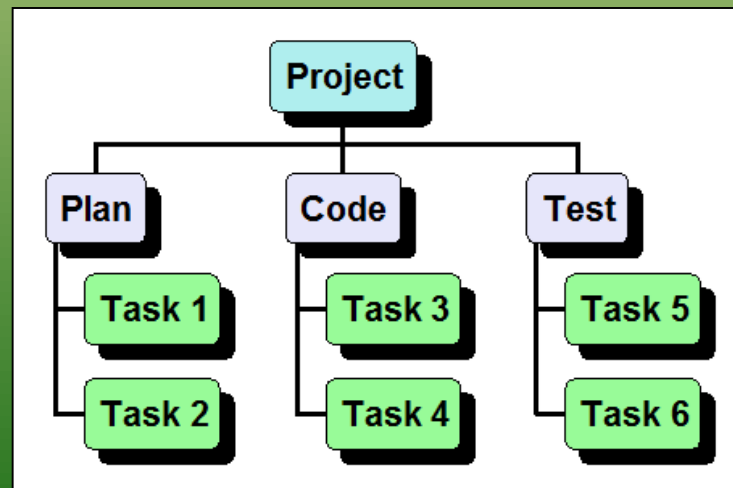 Project
Plan
Code
Test
Task 1
Task 3
Task 5
Task 2
Task 4
Task 6